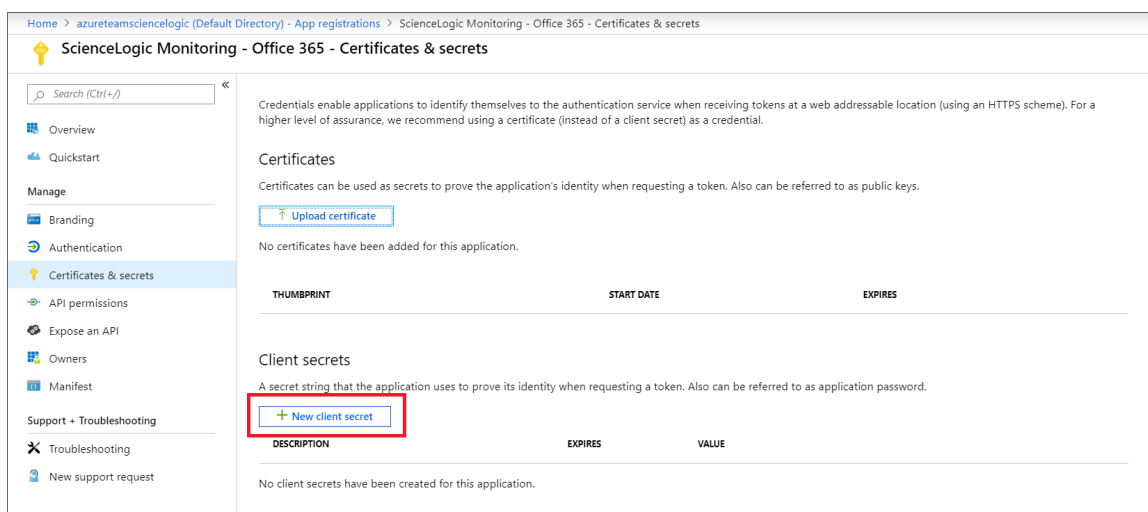 Home > azureteamsciencelogic (Default Directory) - App registrations > ScienceLogic Monitoring - Office 365 - Certificates & secrets
ScienceLogic Monitoring - Office 365 - Certificates & secrets
Search (Ctrl+/)
«
Overview
Quickstart
Manage
Branding
Authentication
Certificates & secrets
API permissions
Expose an API
Owners
Manifest
Support + Troubleshooting
Troubleshooting
New support request
Credentials enable applications to identify themselves to the authentication service when receiving tokens at a web addressable location (using an HTTPS scheme). For a
higher level of assurance, we recommend using a certificate (instead of a client secret) as a credential.
Certificates
Certificates can be used as secrets to prove the application's identity when requesting a token. Also can be referred to as public keys.
Upload certificate
No certificates have been added for this application.
THUMBPRINT START DATE EXPIRES
Client secrets
A secret string that the application uses to prove its identity when requesting a token. Also can be referred to as application password.
+ New client secret
DESCRIPTION EXPIRES VALUE
No client secrets have been created for this application.